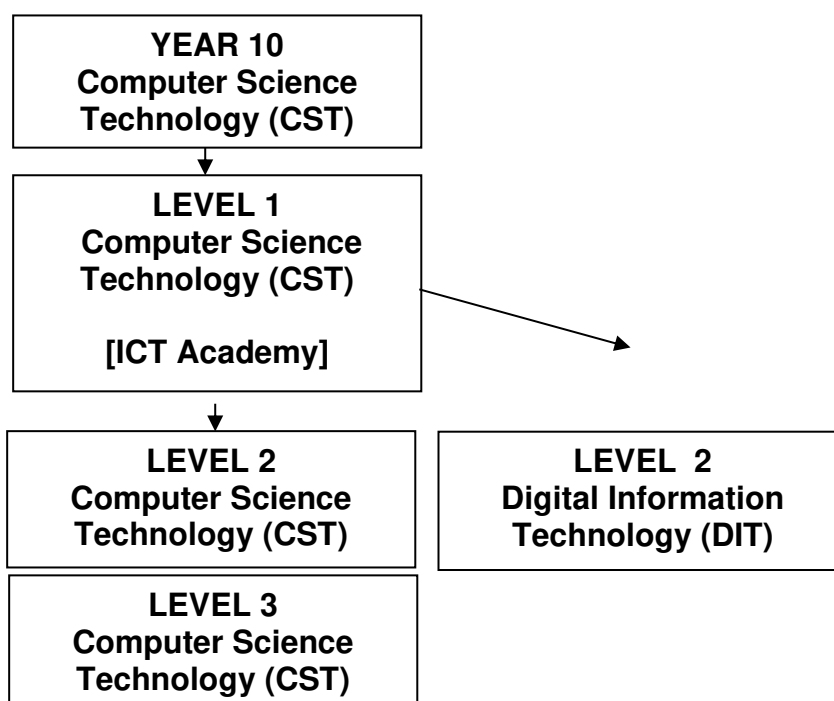 YEAR 10
Computer Science
Technology (CST)
LEVEL 1
Computer Science
Technology (CST)
[ICT Academy]
LEVEL 2
Computer Science
Technology (CST)
LEVEL 2
Digital Information
Technology (DIT)
LEVEL 3
Computer Science
Technology (CST)